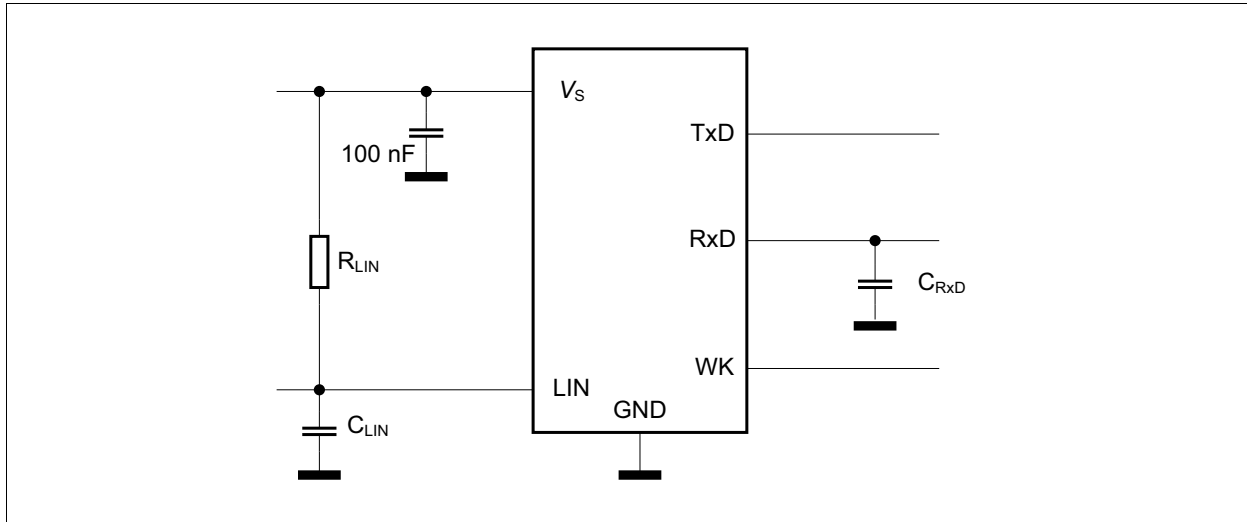 V_S
TxD
100 nF
RxD
R_LIN
C_RxD
WK
LIN
GND
C_LIN